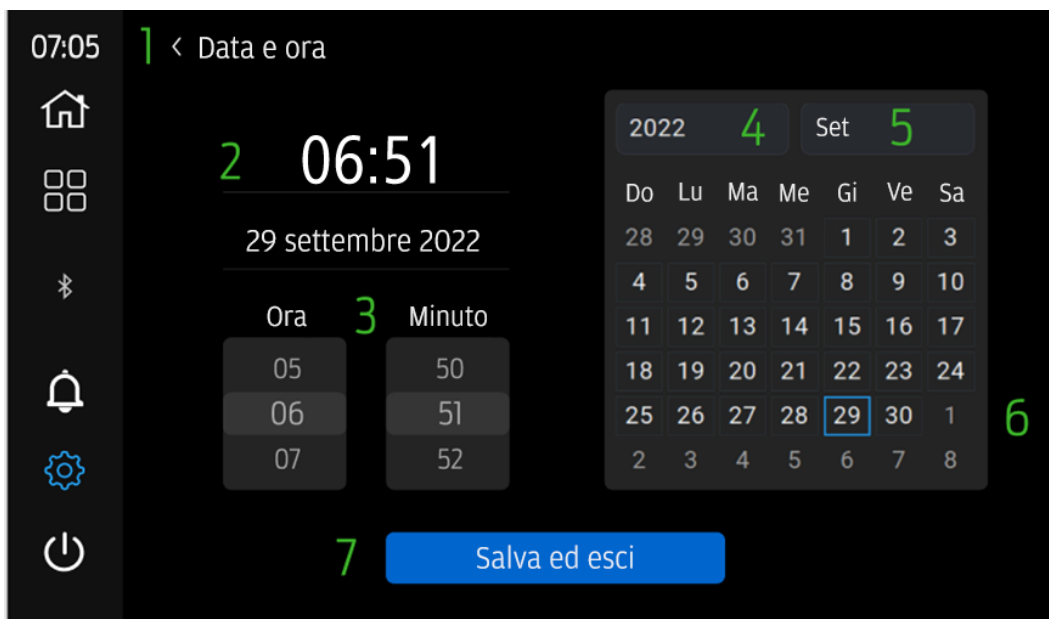 07:05 1 < Data e ora
2 06:51
29 settembre 2022
Ora 3 Minuto
05 50
06 51
07 52
2022 4 Set 5
Do Lu Ma Me Gi Ve Sa
28 29 30 31 1 2 3
4 5 6 7 8 9 10
11 12 13 14 15 16 17
18 19 20 21 22 23 24
25 26 27 28 29 30 1
2 3 4 5 6 7 8
6
7 Salva ed esci